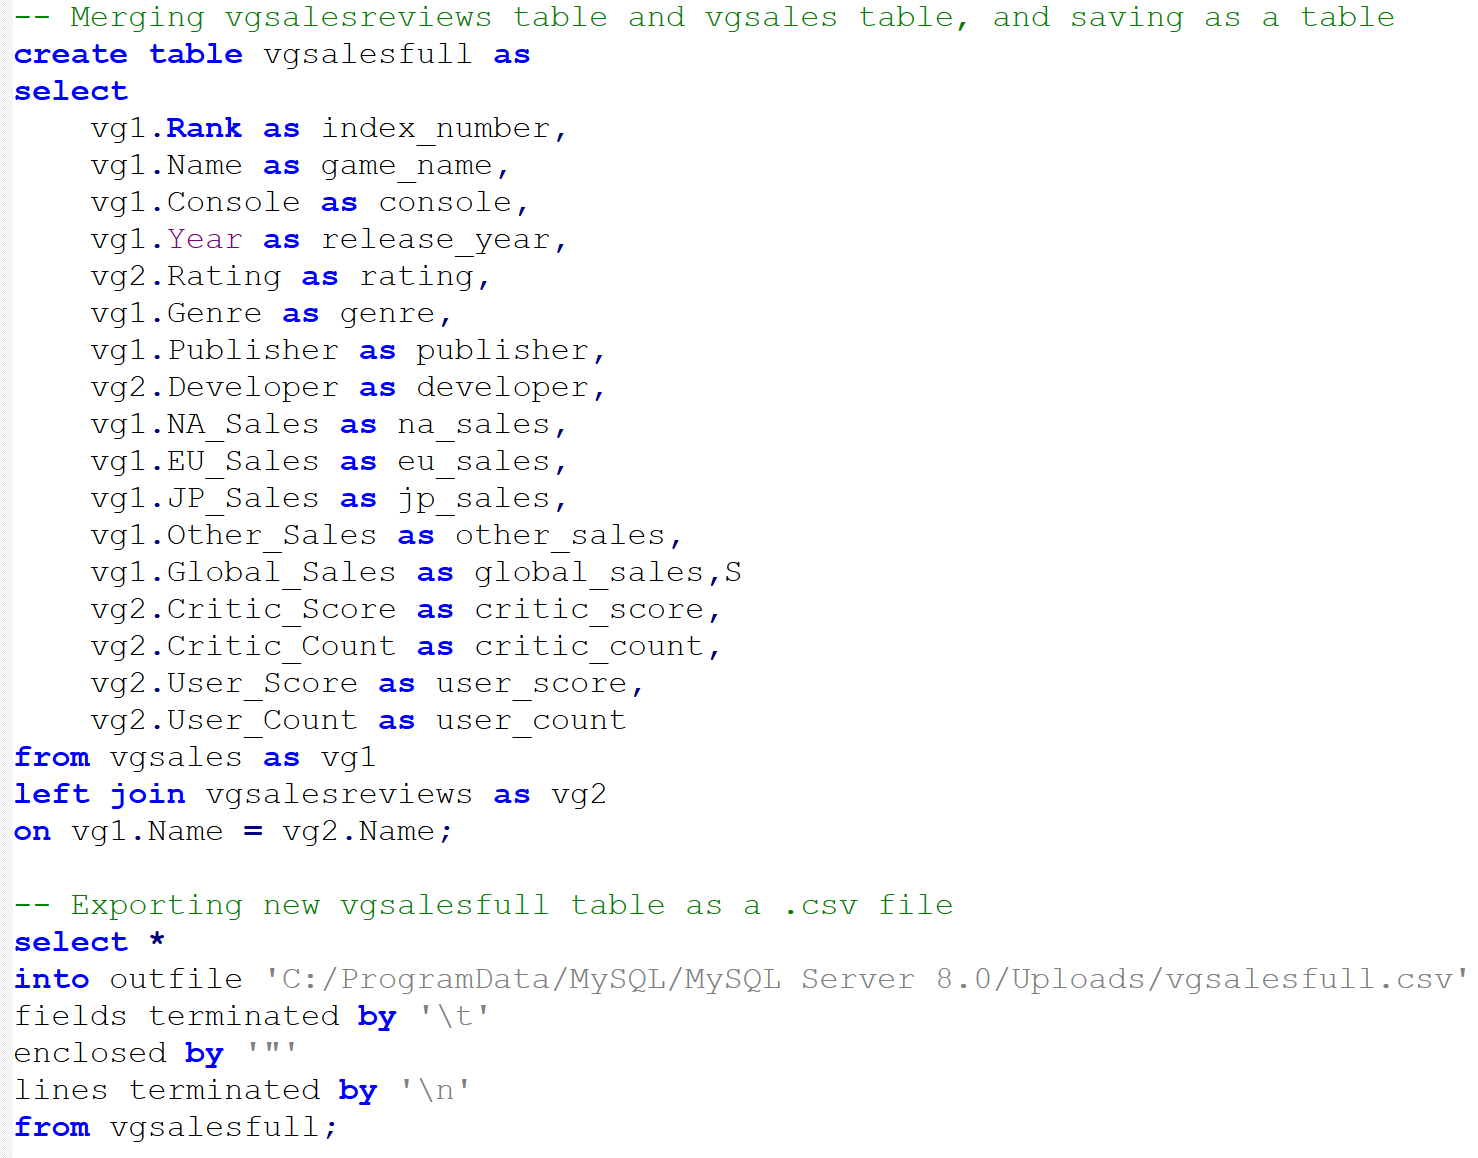 -- Merging vgsalesreviews table and vgsales table, and saving as a table
create table vgsalesfull as
select
    vg1.Rank as index_number,
    vg1.Name as game_name,
    vg1.Console as console,
    vg1.Year as release_year,
    vg2.Rating as rating,
    vg1.Genre as genre,
    vg1.Publisher as publisher,
    vg2.Developer as developer,
    vg1.NA_Sales as na_sales,
    vg1.EU_Sales as eu_sales,
    vg1.JP_Sales as jp_sales,
    vg1.Other_Sales as other_sales,
    vg1.Global_Sales as global_sales,S
    vg2.Critic_Score as critic_score,
    vg2.Critic_Count as critic_count,
    vg2.User_Score as user_score,
    vg2.User_Count as user_count
from vgsales as vg1
left join vgsalesreviews as vg2
on vg1.Name = vg2.Name;

-- Exporting new vgsalesfull table as a .csv file
select *
into outfile 'C:/ProgramData/MySQL/MySQL Server 8.0/Uploads/vgsalesfull.csv'
fields terminated by '\t'
enclosed by '"'
lines terminated by '\n'
from vgsalesfull;